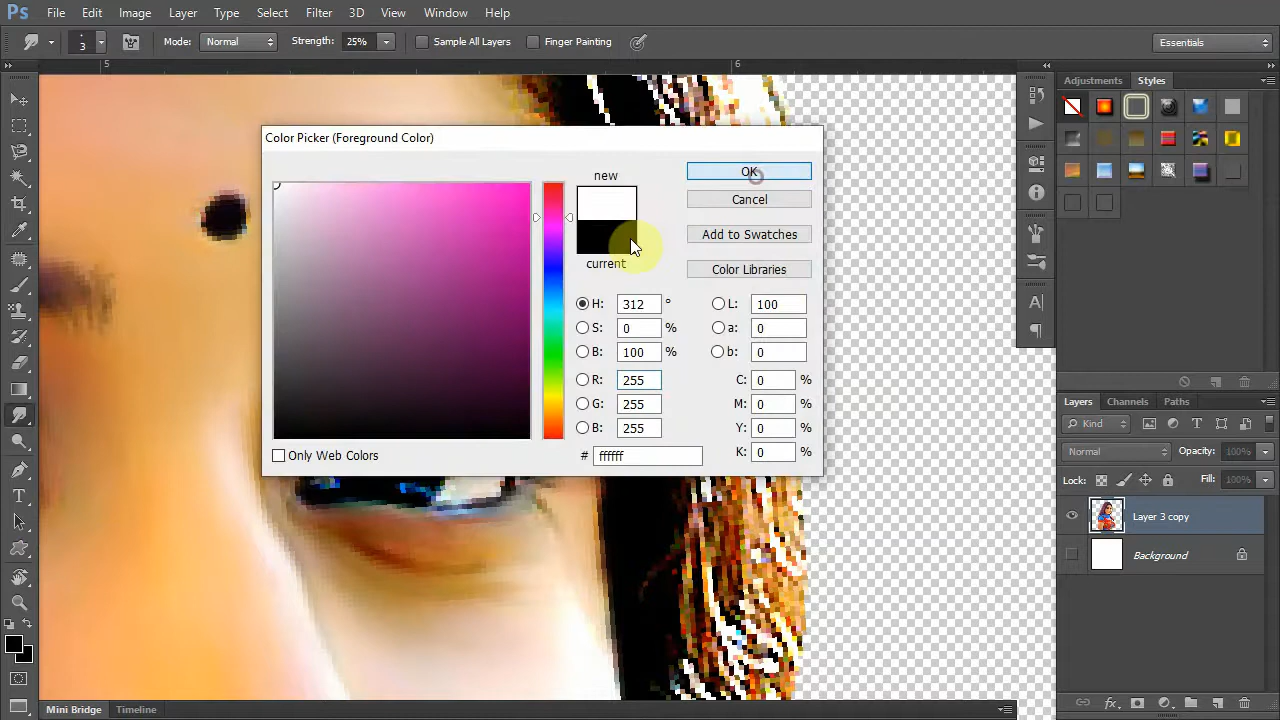 Ps File Edit Image Layer Type Select Filter 3D View Window Help
3 Mode: Normal Strength: 25% Sample All Layers Finger Painting Essentials
5 6
Adjustments Styles
Color Picker (Foreground Color)
new
current
OK
Cancel
Add to Swatches
Color Libraries
H: 312 °
S: 0 %
B: 100 %
R: 255
G: 255
B: 255
# ffffff
L: 100
a: 0
b: 0
C: 0 %
M: 0 %
Y: 0 %
K: 0 %
Only Web Colors
Layers Channels Paths
Kind
Normal Opacity: 100%
Lock: Fill: 100%
Layer 3 copy
Background
Mini Bridge Timeline